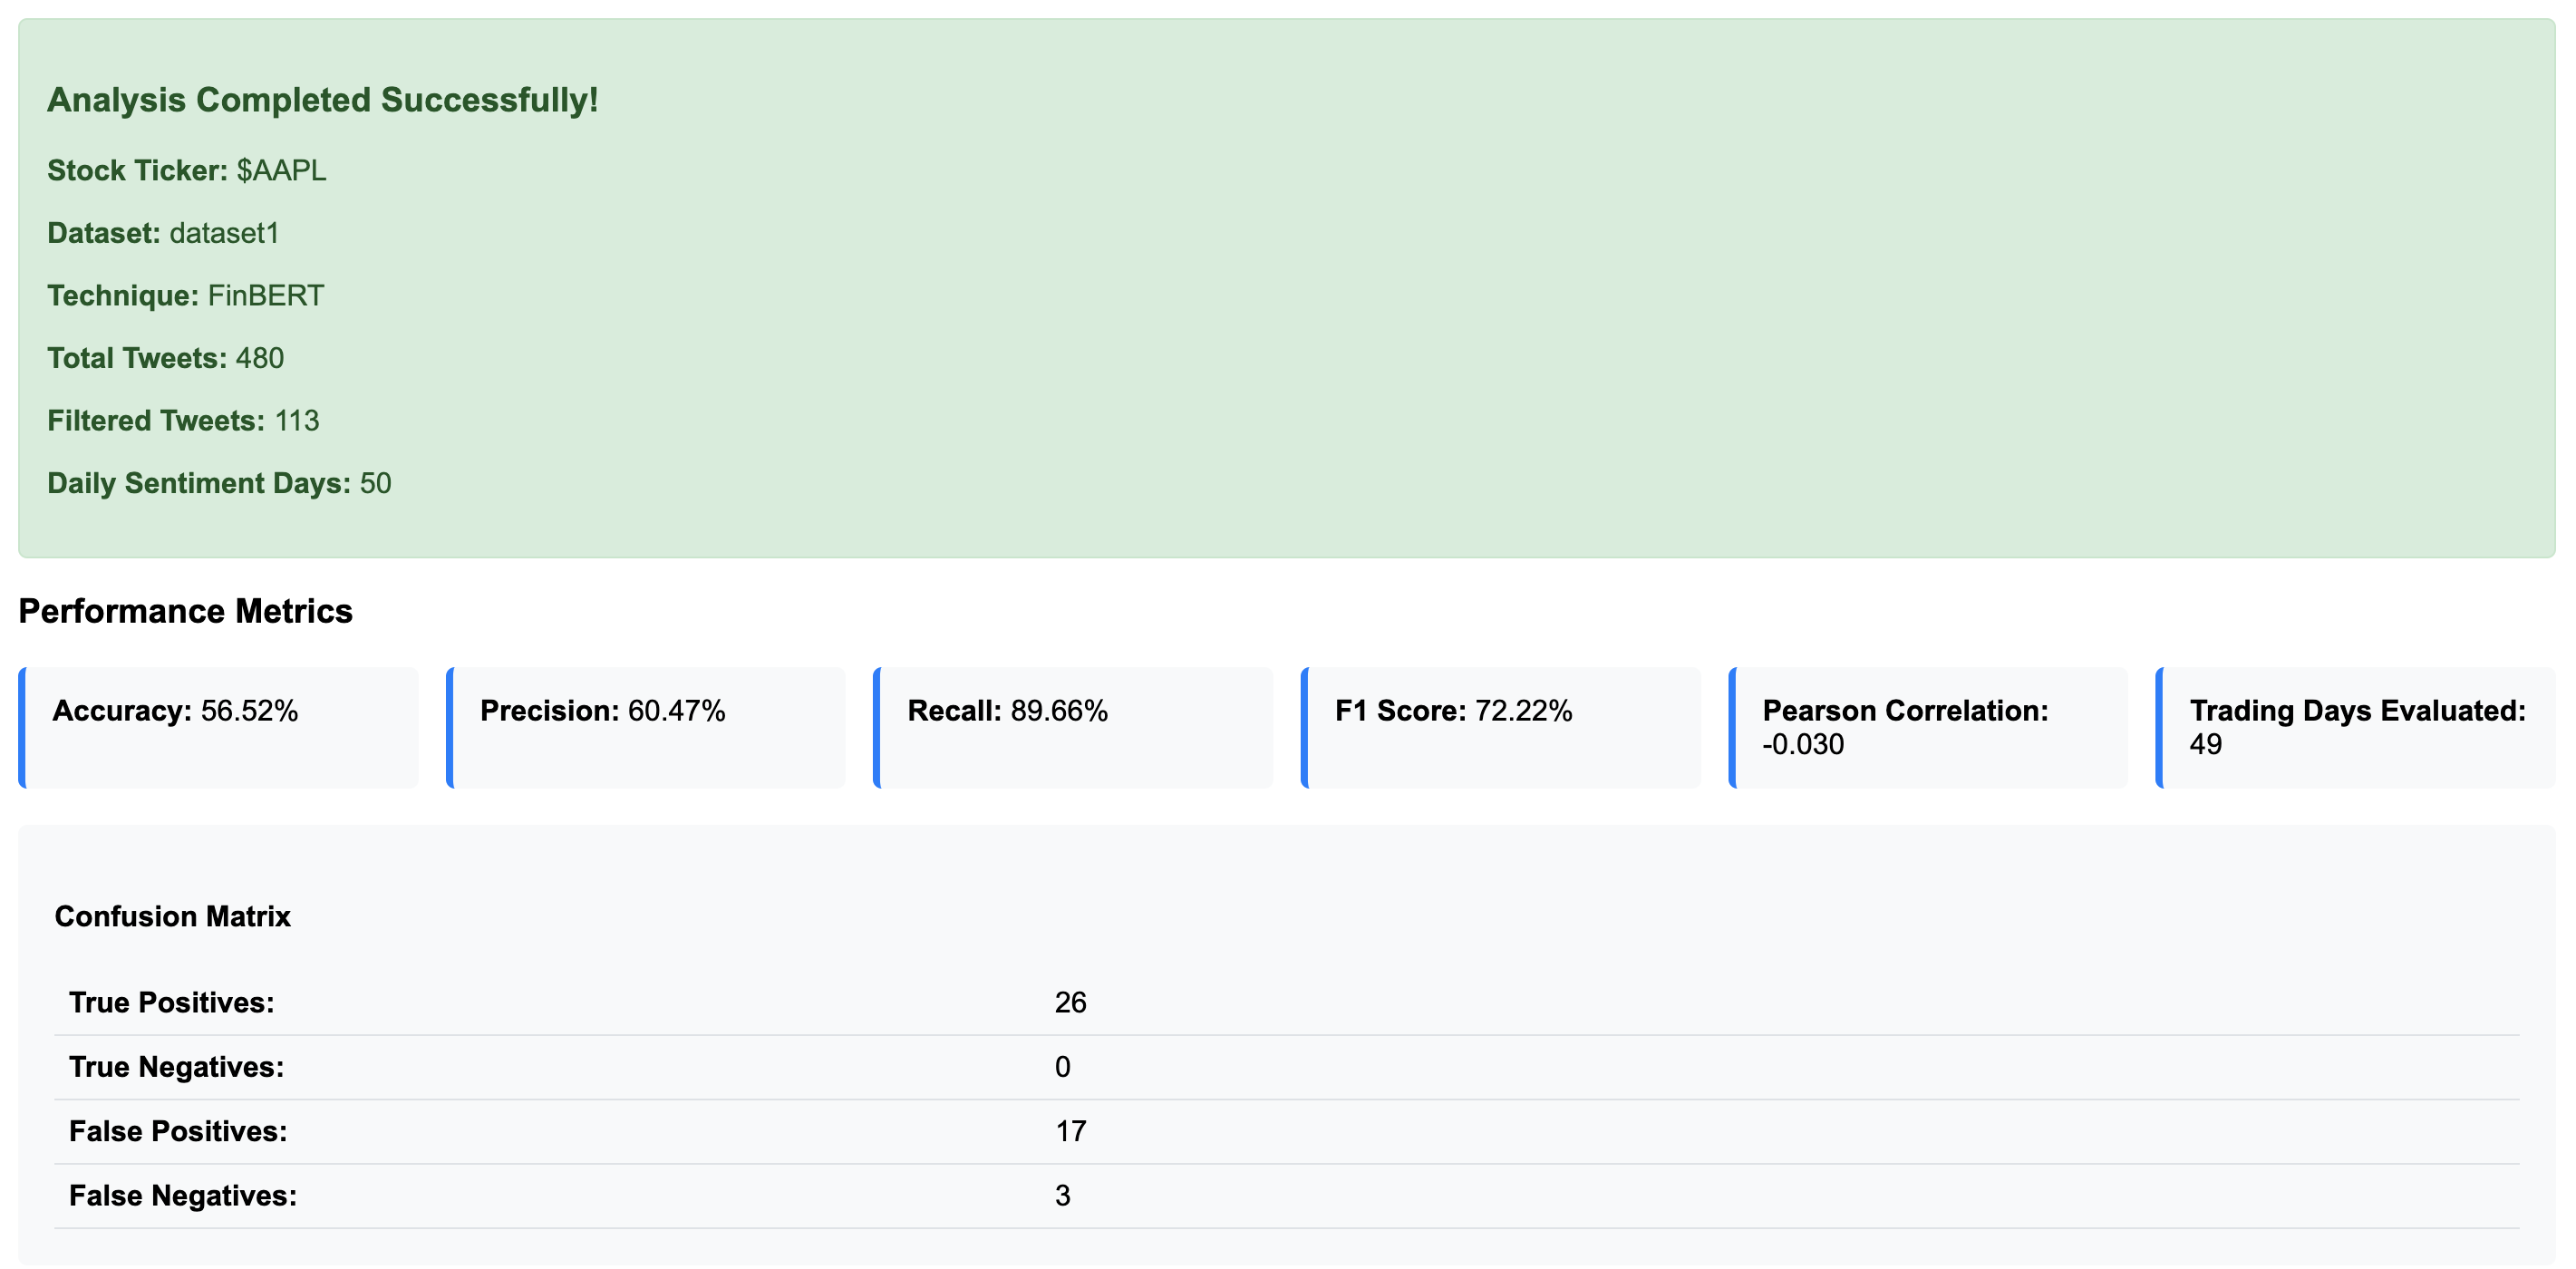 Analysis Completed Successfully!
Stock Ticker: $AAPL
Dataset: dataset1
Technique: FinBERT
Total Tweets: 480
Filtered Tweets: 113
Daily Sentiment Days: 50
Performance Metrics
Accuracy: 56.52%
Precision: 60.47%
Recall: 89.66%
F1 Score: 72.22%
Pearson Correlation:
-0.030
Trading Days Evaluated:
49
Confusion Matrix
True Positives: 26
True Negatives: 0
False Positives: 17
False Negatives: 3